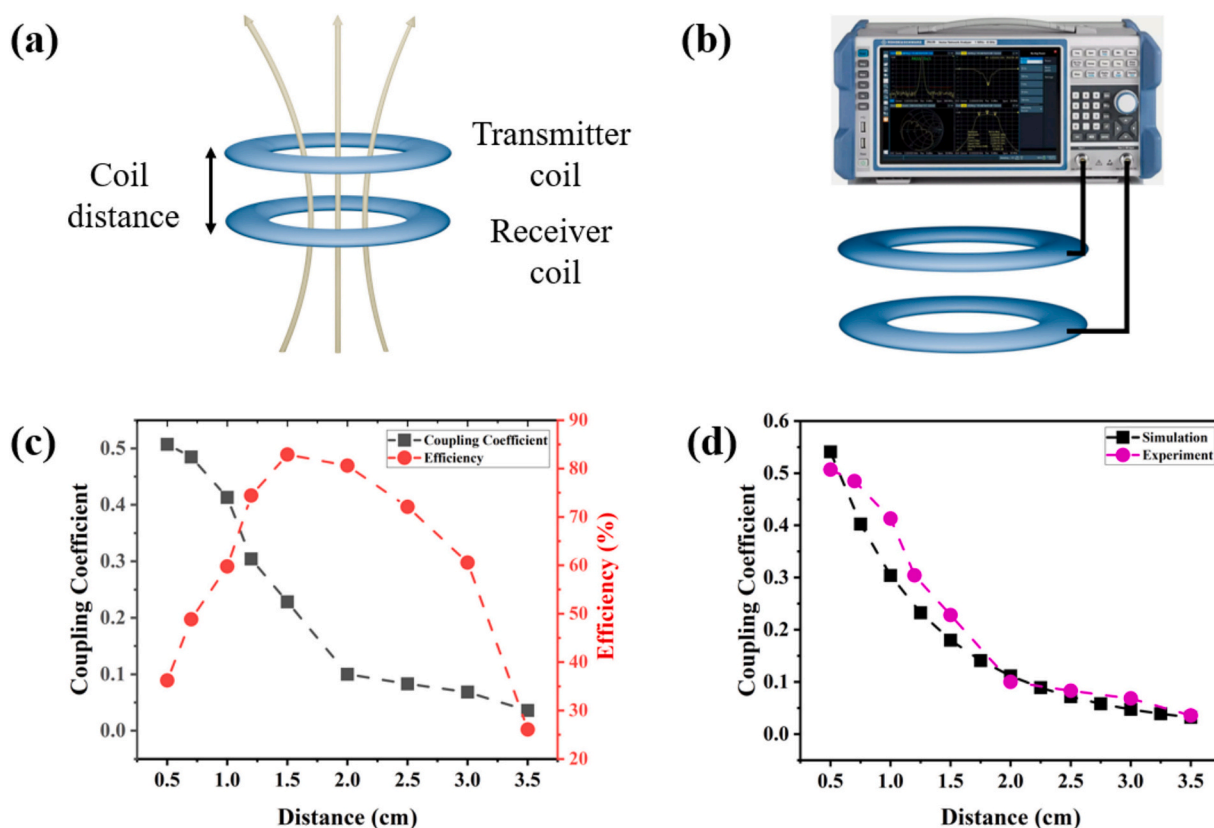 (a)
Coil
distance
Transmitter
coil
Receiver
coil
(b)
(c)
Coupling Coefficient
0.5
0.4
0.3
0.2
0.1
0.0
Coupling Coefficient
Efficiency
90
80
70
60
50
40
30
20
Efficiency (%)
0.5 1.0 1.5 2.0 2.5 3.0 3.5
Distance (cm)
(d)
Coupling Coefficient
0.6
0.5
0.4
0.3
0.2
0.1
0.0
Simulation
Experiment
0.5 1.0 1.5 2.0 2.5 3.0 3.5
Distance (cm)